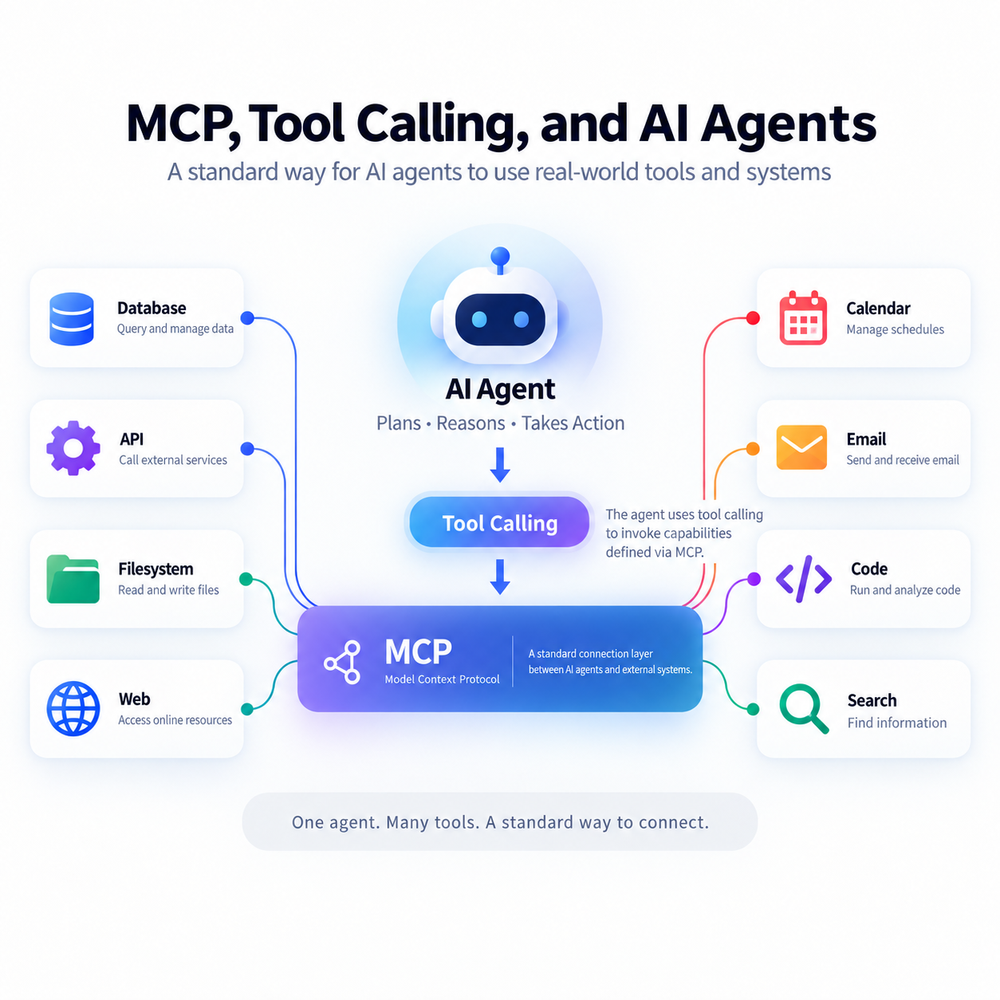 MCP, Tool Calling, and AI Agents
A standard way for AI agents to use real-world tools and systems
Database
Query and manage data
API
Call external services
Filesystem
Read and write files
Web
Access online resources
AI Agent
Plans • Reasons • Takes Action
Tool Calling
The agent uses tool calling
to invoke capabilities
defined via MCP.
MCP
Model Context Protocol
A standard connection layer
between AI agents and external systems.
Calendar
Manage schedules
Email
Send and receive email
Code
Run and analyze code
Search
Find information
One agent. Many tools. A standard way to connect.